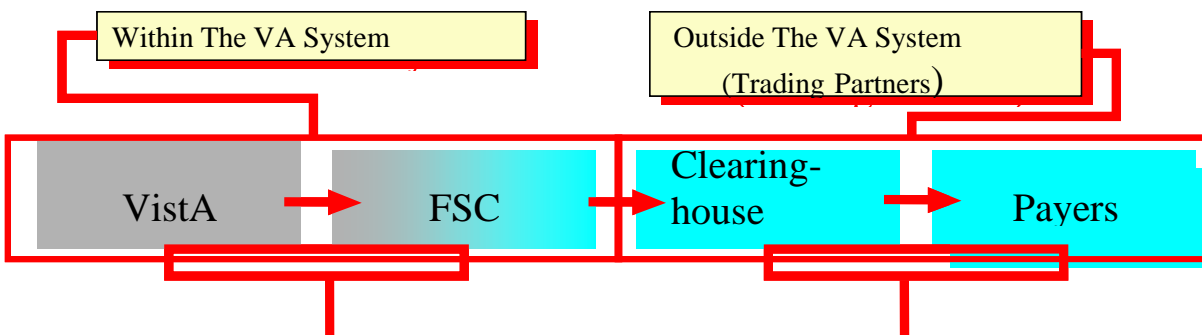 Within The VA System
Outside The VA System
(Trading Partners)
VistA
FSC
Clearing-
house
Payers